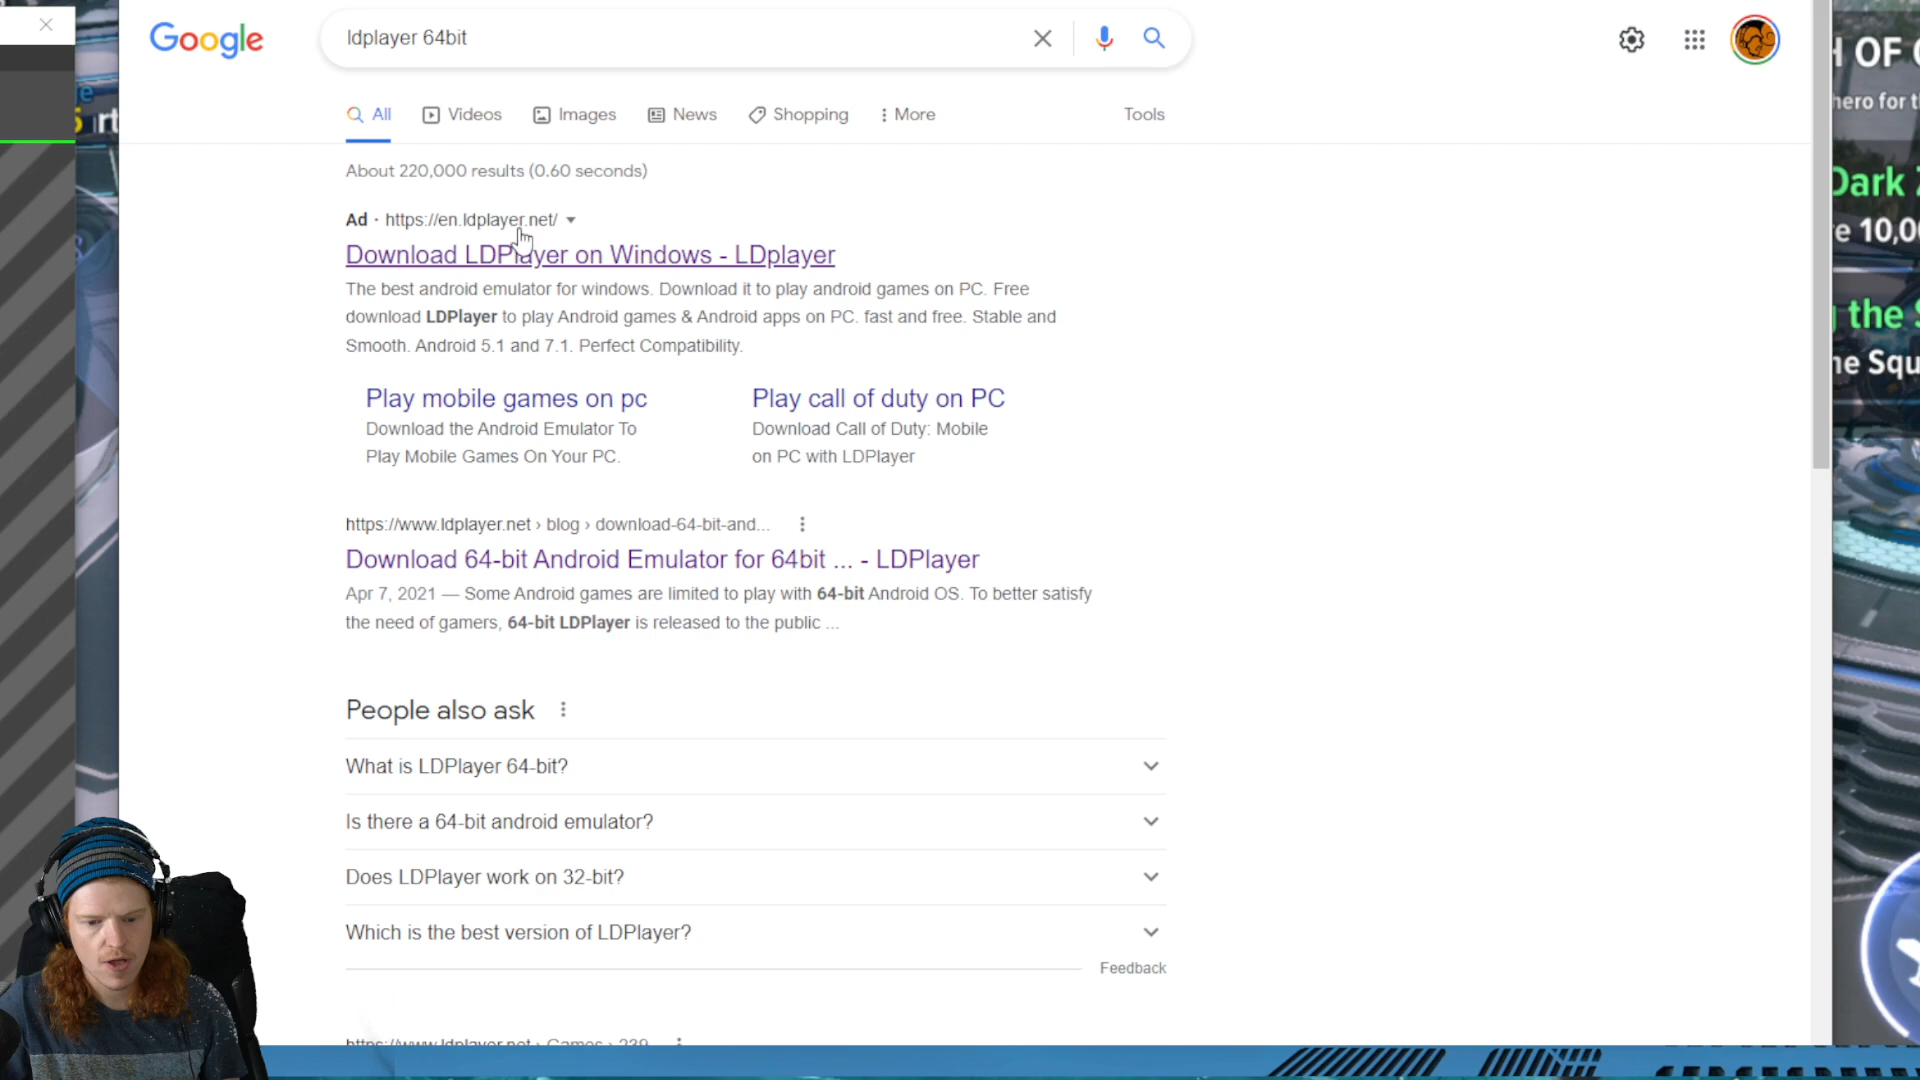 Google
ldplayer 64bit
All
Videos
Images
News
Shopping
More
Tools
About 220,000 results (0.60 seconds)
Ad · https://en.ldplayer.net/
Download LDPlayer on Windows - LDplayer
The best android emulator for windows. Download it to play android games on PC. Free
download LDPlayer to play Android games & Android apps on PC. fast and free. Stable and
Smooth. Android 5.1 and 7.1. Perfect Compatibility.
Play mobile games on pc
Download the Android Emulator To
Play Mobile Games On Your PC.
Play call of duty on PC
Download Call of Duty: Mobile
on PC with LDPlayer
https://www.ldplayer.net › blog › download-64-bit-and...
Download 64-bit Android Emulator for 64bit ... - LDPlayer
Apr 7, 2021 — Some Android games are limited to play with 64-bit Android OS. To better satisfy
the need of gamers, 64-bit LDPlayer is released to the public ...
People also ask
What is LDPlayer 64-bit?
Is there a 64-bit android emulator?
Does LDPlayer work on 32-bit?
Which is the best version of LDPlayer?
Feedback
https://www.ldplayer.net › Games › 239
OF
hero for
Dark
10,0
the